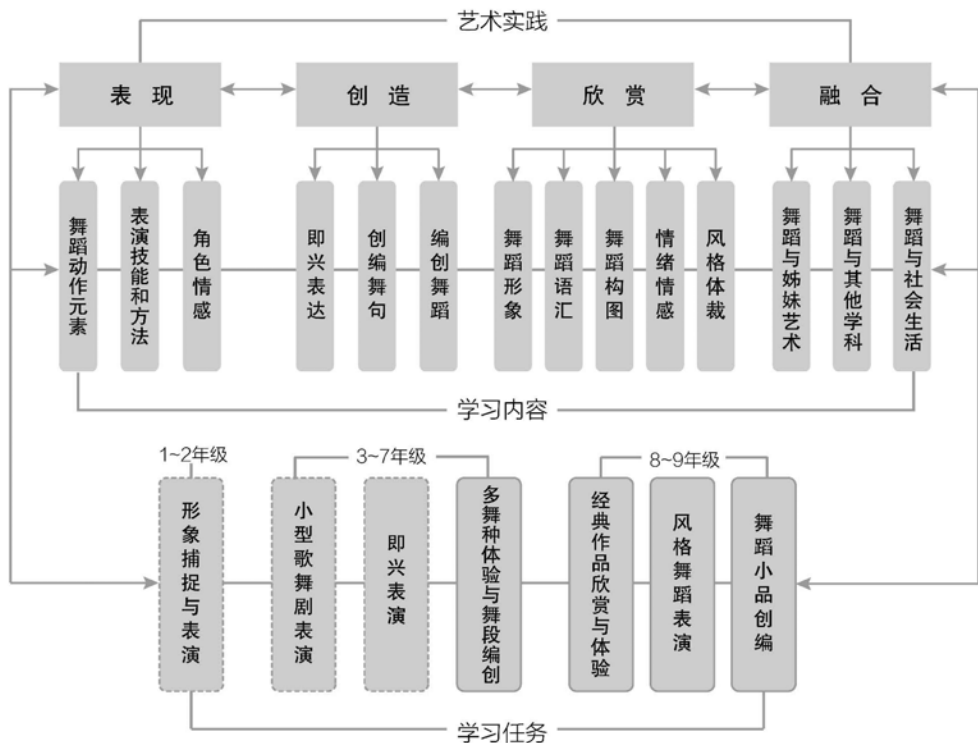 艺术实践
表现
创造
欣赏
融合
舞蹈动作元素
表演技能和方法
角色情感
即兴表达
创编舞句
编创舞蹈
舞蹈形象
舞蹈语汇
舞蹈构图
情绪情感
风格体裁
舞蹈与姊妹艺术
舞蹈与其他学科
舞蹈与社会生活
学习内容
1~2年级
3~7年级
8~9年级
形象捕捉与表演
小型歌舞剧表演
即兴表演
多舞种体验与舞段编创
经典作品欣赏与体验
风格舞蹈表演
舞蹈小品创编
学习任务